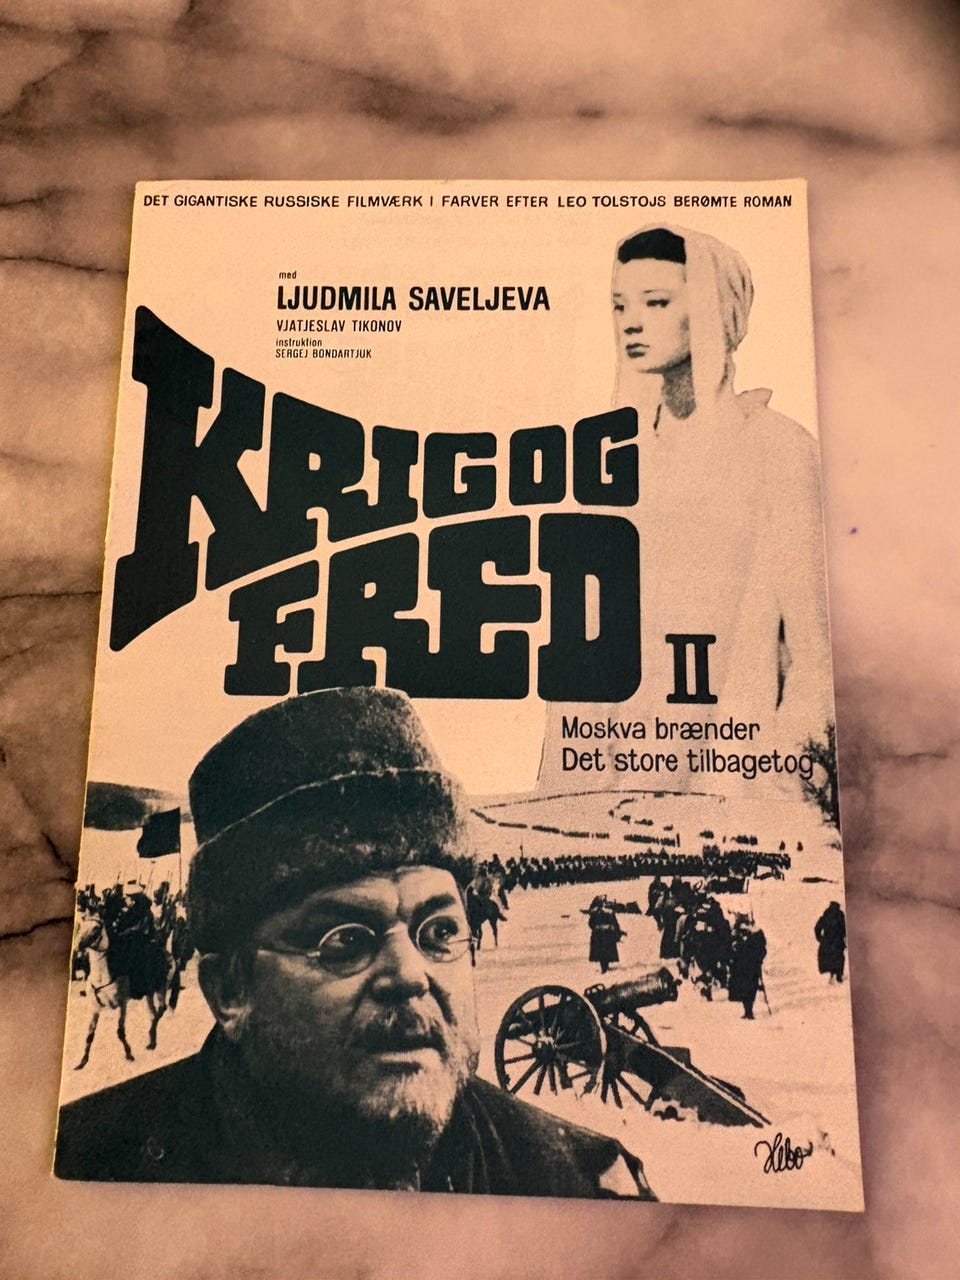 DET GIGANTISKE RUSSISKE FILMVÆRK I FARVER EFTER LEO TOLSTOJS BERØMTE ROMAN
med
LJUDMILA SAVELJEVA
VJATJESLAV TIKONOV
instruktion
SERGEJ BONDARTJUK
KRIG OG
FRED II
Moskva brænder
Det store tilbagetog
Hebo